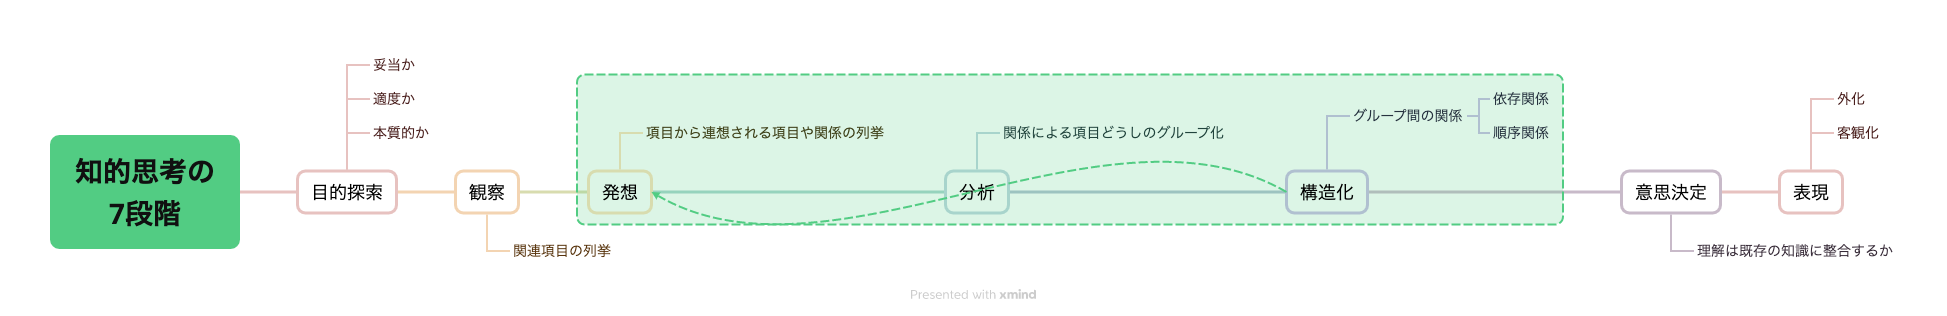 知的思考の
7段階
目的探索
妥当か
適度か
本質的か
観察
関連項目の列挙
発想
項目から連想される項目や関係の列挙
分析
関係による項目どうしのグループ化
構造化
グループ間の関係
依存関係
順序関係
意思決定
理解は既存の知識に整合するか
表現
外化
客観化
Presented with xmind